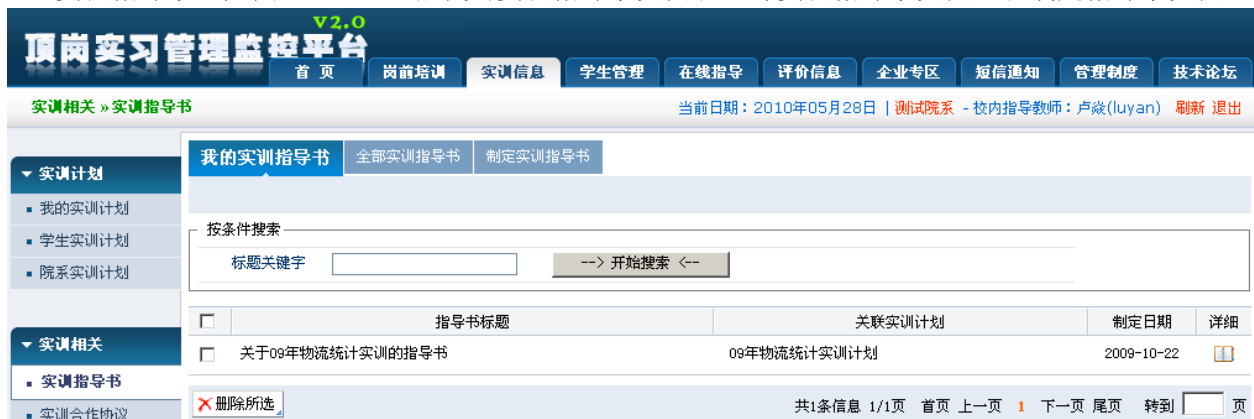 V2.0
顶岗实习管理监控平台
首 页 岗前培训 实训信息 学生管理 在线指导 评价信息 企业专区 短信通知 管理制度 技术论坛
实训相关 » 实训指导书
当前日期：2010年05月28日 | 测试院系 - 校内指导教师：卢焱(luyan) 刷新 退出
我的实训指导书 全部实训指导书 制定实训指导书
实训计划
我的实训计划
学生实训计划
院系实训计划
按条件搜索
标题关键字 --> 开始搜索 <--
指导书标题 关联实训计划 制定日期 详细
关于09年物流统计实训的指导书 09年物流统计实训计划 2009-10-22
实训相关
实训指导书
实训合作协议
删除所选
共1条信息 1/1页 首页 上一页 1 下一页 尾页 转到 页